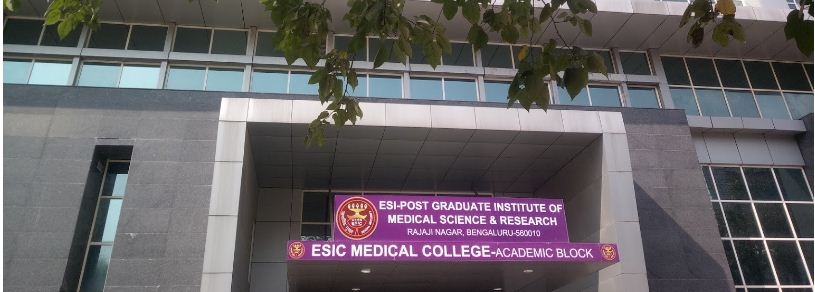 ESI-POST GRADUATE INSTITUTE OF
MEDICAL SCIENCE & RESEARCH
RAJAJI NAGAR, BENGALURU-560010
ESIC MEDICAL COLLEGE-ACADEMIC BLOCK